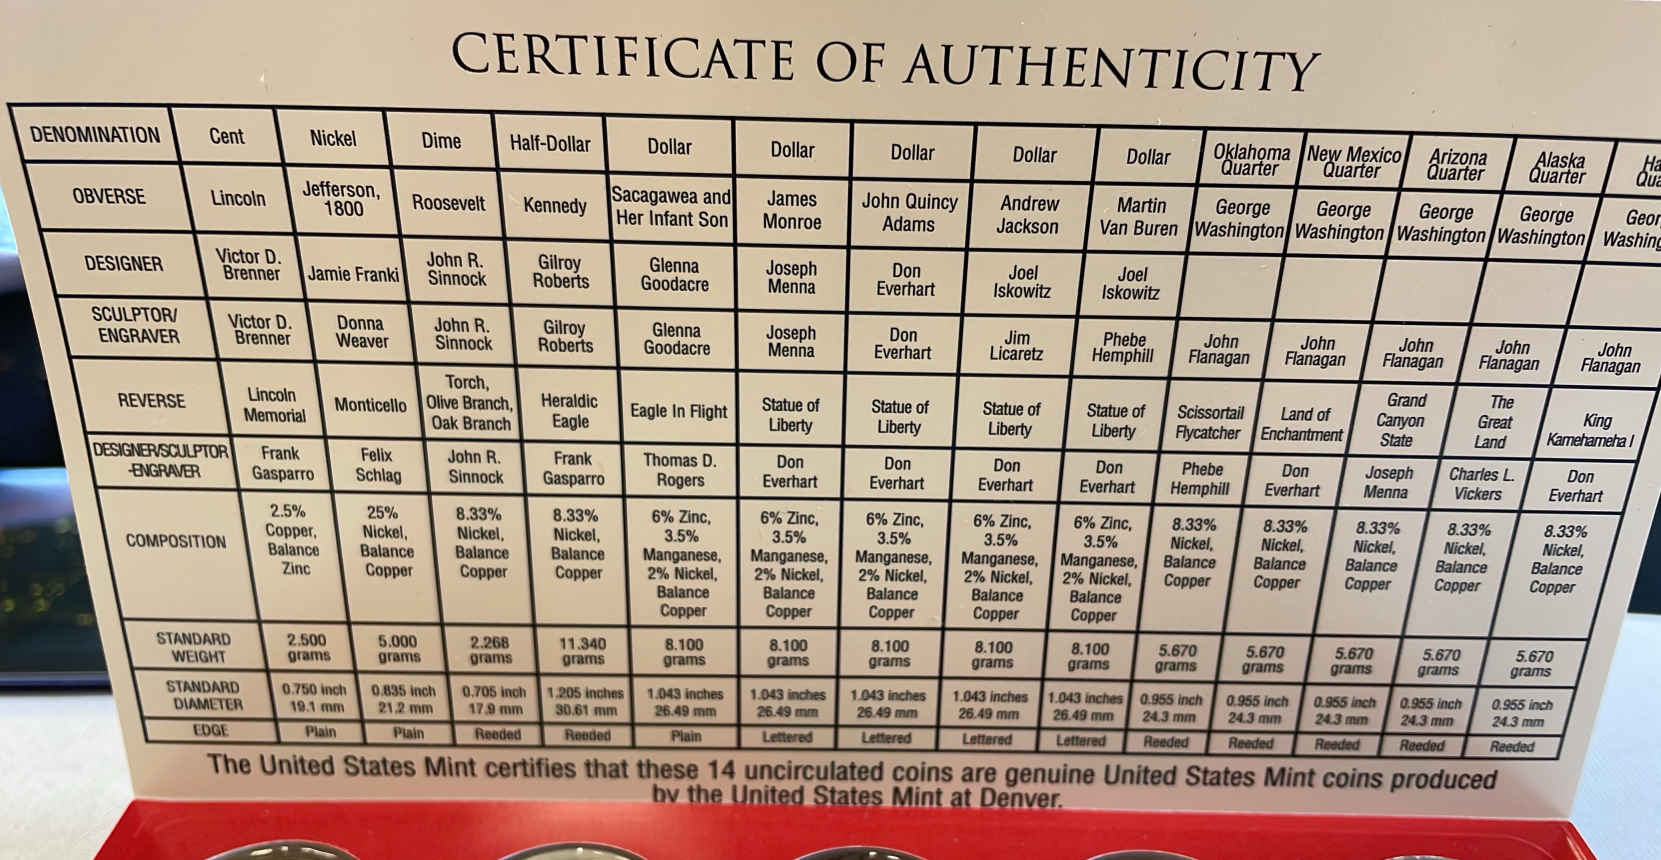 CERTIFICATE OF AUTHENTICITY
DENOMINATION Cent Nickel Dime Half-Dollar Dollar Dollar Dollar Dollar Dollar Oklahoma Quarter New Mexico Quarter Arizona Quarter Alaska Quarter Ha Qua
OBVERSE Lincoln Jefferson, 1800 Roosevelt Kennedy Sacagawea and Her Infant Son James Monroe John Quincy Adams Andrew Jackson Martin Van Buren George Washington George Washington George Washington George Washington Geor Washing
DESIGNER Victor D. Brenner Jamie Franki John R. Sinnock Gilroy Roberts Glenna Goodacre Joseph Menna Don Everhart Joel Iskowitz Joel Iskowitz
SCULPTOR/ ENGRAVER Victor D. Brenner Donna Weaver John R. Sinnock Gilroy Roberts Glenna Goodacre Joseph Menna Don Everhart Jim Licaretz Phebe Hemphill John Flanagan John Flanagan John Flanagan John Flanagan John Flanagan
REVERSE Lincoln Memorial Monticello Torch, Olive Branch, Oak Branch Heraldic Eagle Eagle In Flight Statue of Liberty Statue of Liberty Statue of Liberty Statue of Liberty Scissortail Flycatcher Land of Enchantment Grand Canyon State The Great Land King Kamehameha I
DESIGNER/SCULPTOR -ENGRAVER Frank Gasparro Felix Schlag John R. Sinnock Frank Gasparro Thomas D. Rogers Don Everhart Don Everhart Don Everhart Don Everhart Phebe Hemphill Don Everhart Joseph Menna Charles L. Vickers Don Everhart
COMPOSITION 2.5% Copper, Balance Zinc 25% Nickel, Balance Copper 8.33% Nickel, Balance Copper 8.33% Nickel, Balance Copper 6% Zinc, 3.5% Manganese, 2% Nickel, Balance Copper 6% Zinc, 3.5% Manganese, 2% Nickel, Balance Copper 6% Zinc, 3.5% Manganese, 2% Nickel, Balance Copper 6% Zinc, 3.5% Manganese, 2% Nickel, Balance Copper 6% Zinc, 3.5% Manganese, 2% Nickel, Balance Copper 8.33% Nickel, Balance Copper 8.33% Nickel, Balance Copper 8.33% Nickel, Balance Copper 8.33% Nickel, Balance Copper 8.33% Nickel, Balance Copper
STANDARD WEIGHT 2.500 grams 5.000 grams 2.268 grams 11.340 grams 8.100 grams 8.100 grams 8.100 grams 8.100 grams 8.100 grams 5.670 grams 5.670 grams 5.670 grams 5.670 grams 5.670 grams
STANDARD DIAMETER 0.750 inch 19.1 mm 0.835 inch 21.2 mm 0.705 inch 17.9 mm 1.205 inches 30.61 mm 1.043 inches 26.49 mm 1.043 inches 26.49 mm 1.043 inches 26.49 mm 1.043 inches 26.49 mm 1.043 inches 26.49 mm 0.955 inch 24.3 mm 0.955 inch 24.3 mm 0.955 inch 24.3 mm 0.955 inch 24.3 mm 0.955 inch 24.3 mm
EDGE Plain Plain Reeded Reeded Plain Lettered Lettered Lettered Lettered Reeded Reeded Reeded Reeded Reeded
The United States Mint certifies that these 14 uncirculated coins are genuine United States Mint coins produced
by the United States Mint at Denver.